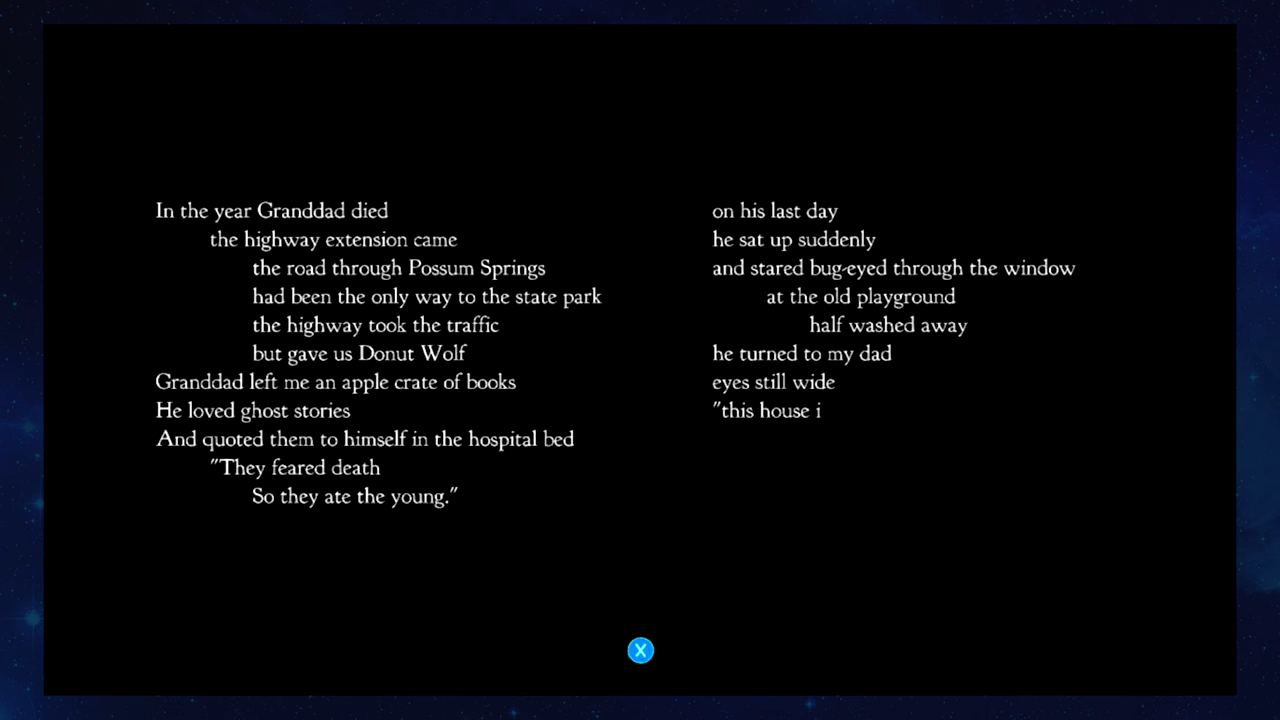 In the year Granddad died
the highway extension came
the road through Possum Springs
had been the only way to the state park
the highway took the traffic
but gave us Donut Wolf
Granddad left me an apple crate of books
He loved ghost stories
And quoted them to himself in the hospital bed
"They feared death
So they ate the young."
on his last day
he sat up suddenly
and stared bug-eyed through the window
at the old playground
half washed away
he turned to my dad
eyes still wide
"this house i
X